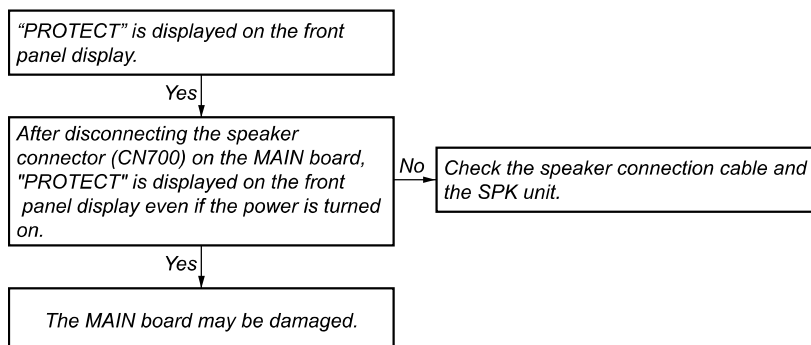 “PROTECT” is displayed on the front
panel display.
Yes
After disconnecting the speaker
connector (CN700) on the MAIN board,
"PROTECT" is displayed on the front
panel display even if the power is turned
on.
No
Check the speaker connection cable and
the SPK unit.
Yes
The MAIN board may be damaged.